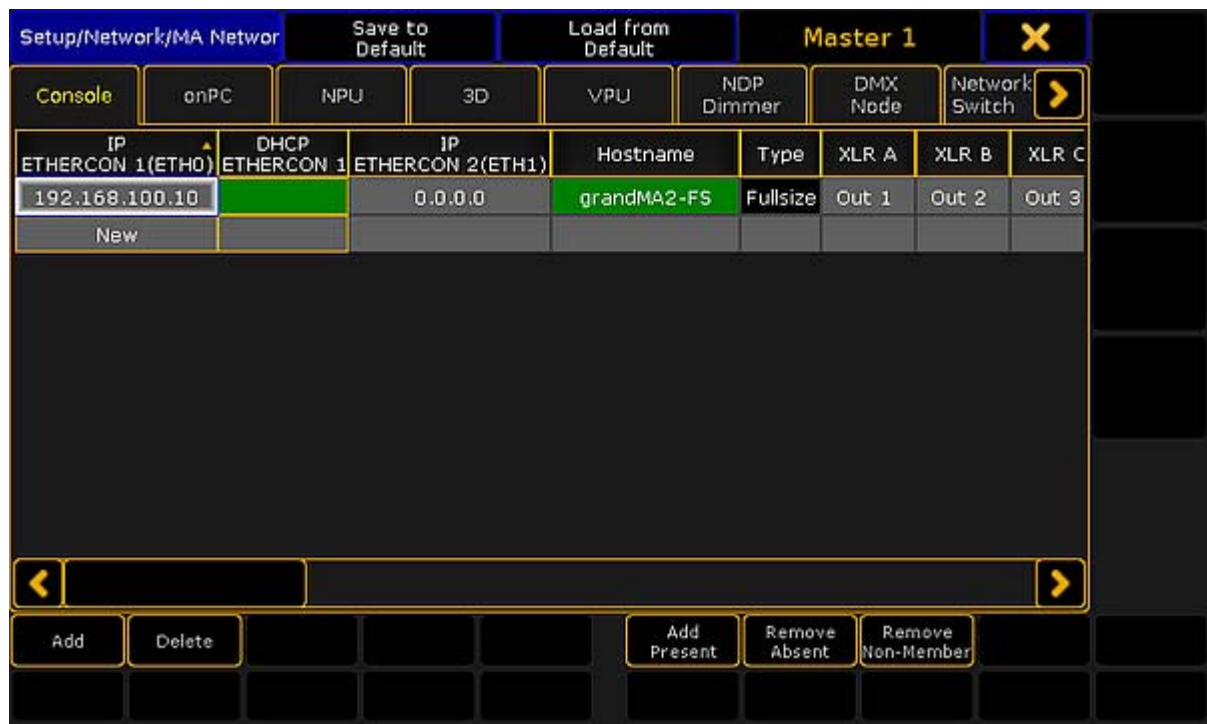 Setup/Network/MA Networ Save to Default Load from Default Master 1
Console onPC NPU 3D VPU NDP Dimmer DMX Node Network Switch
IP ETHERCON 1(ETH0) DHCP ETHERCON 1 IP ETHERCON 2(ETH1) Hostname Type XLR A XLR B XLR C
192.168.100.10 0.0.0.0 grandMA2-FS Fullsize Out 1 Out 2 Out 3
New
Add Delete Add Present Remove Absent Remove Non-Member